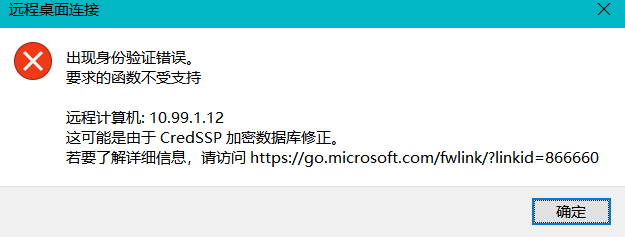 远程桌面连接
出现身份验证错误。
要求的函数不受支持
远程计算机: 10.99.1.12
这可能是由于 CredSSP 加密数据库修正。
若要了解详细信息，请访问 https://go.microsoft.com/fwlink/?linkid=866660
确定